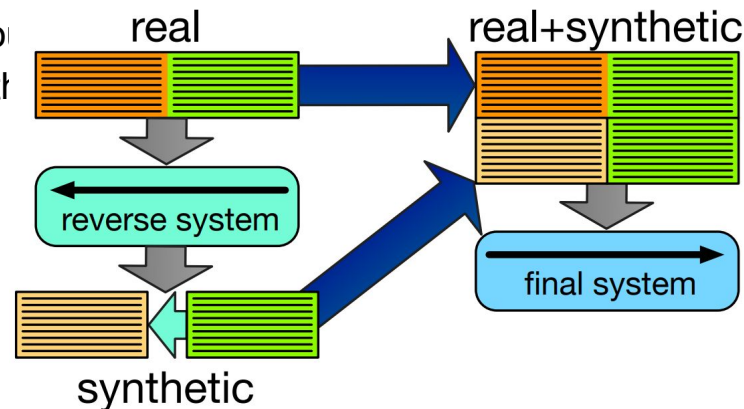 real
real+synthetic
reverse system
final system
synthetic